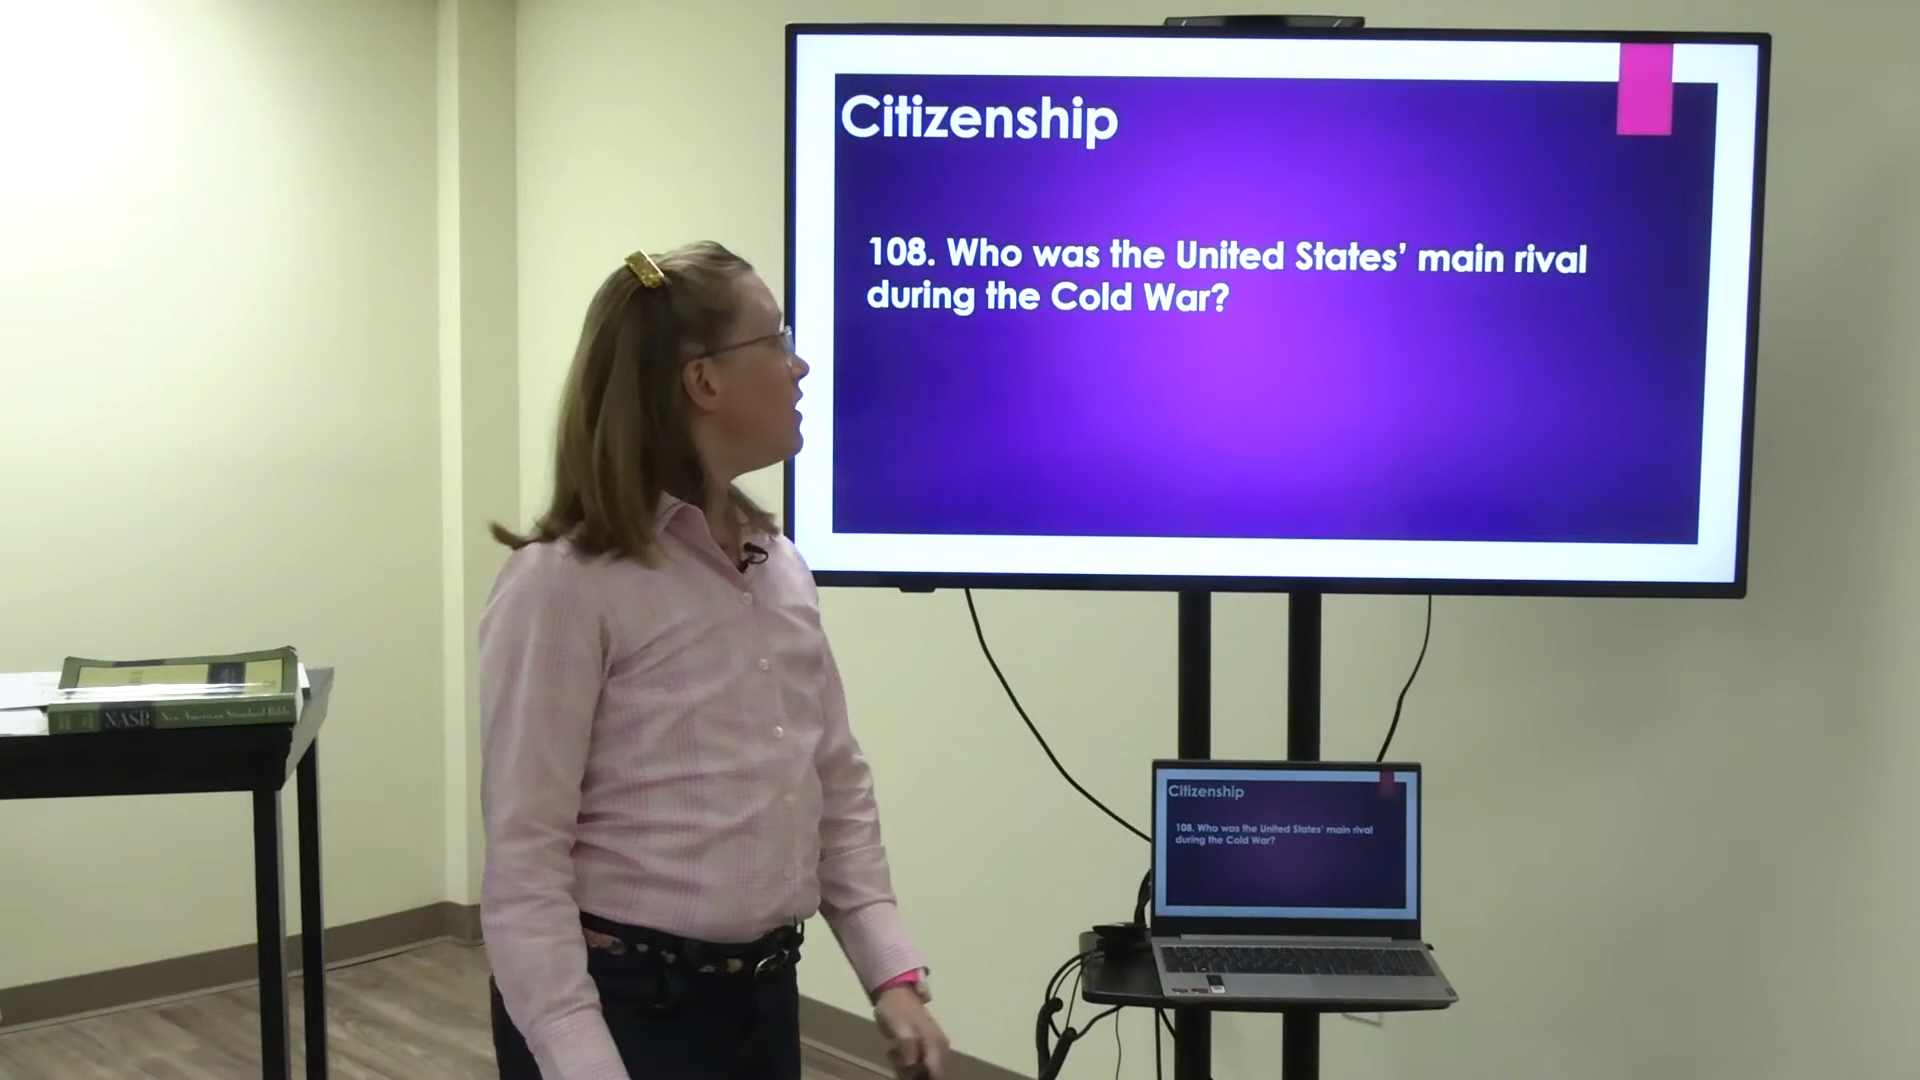 Citizenship
108. Who was the United States' main rival
during the Cold War?
NASB New American Standard Bible
Citizenship
108. Who was the United States' main rival
during the Cold War?